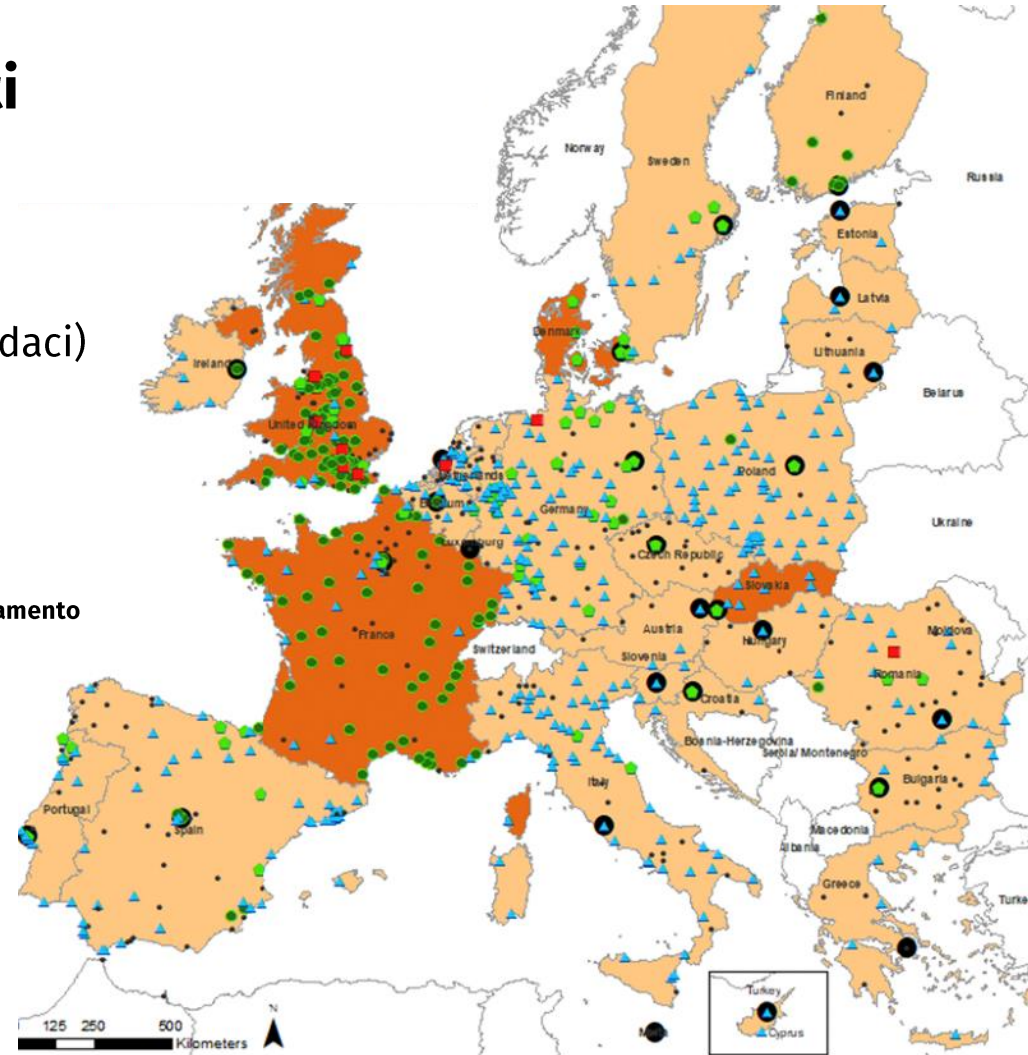 daci)
amento
Finland
Norway
Sweden
Russia
Estonia
Latvia
Denmark
Lithuania
Ireland
Belarus
United Kingdom
Netherlands
Poland
Belgium
Germany
Ukraine
Luxemburg
Czech Republic
Slovakia
France
Austria
Moldova
Hungary
Switzerland
Slovenia
Romania
Croatia
Bosnia-Herzegovina
Serbia/ Montenegro
Italy
Bulgaria
Portugal
Spain
Macedonia
Albania
Greece
Turke
Turkey
Cyprus
N
125 250 500
Kilometers